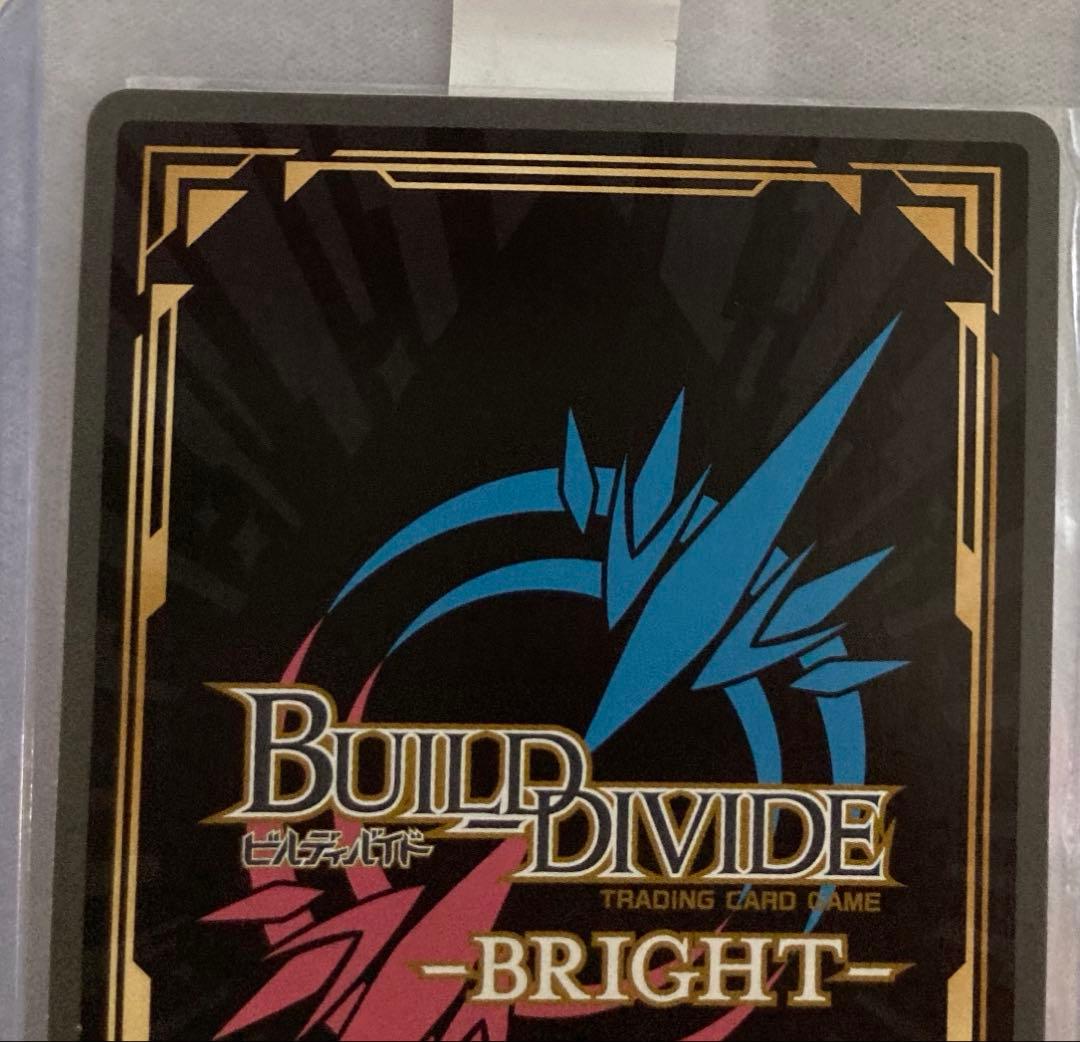 BUILD DIVIDE
ビルディバイド
TRADING CARD GAME
-BRIGHT-